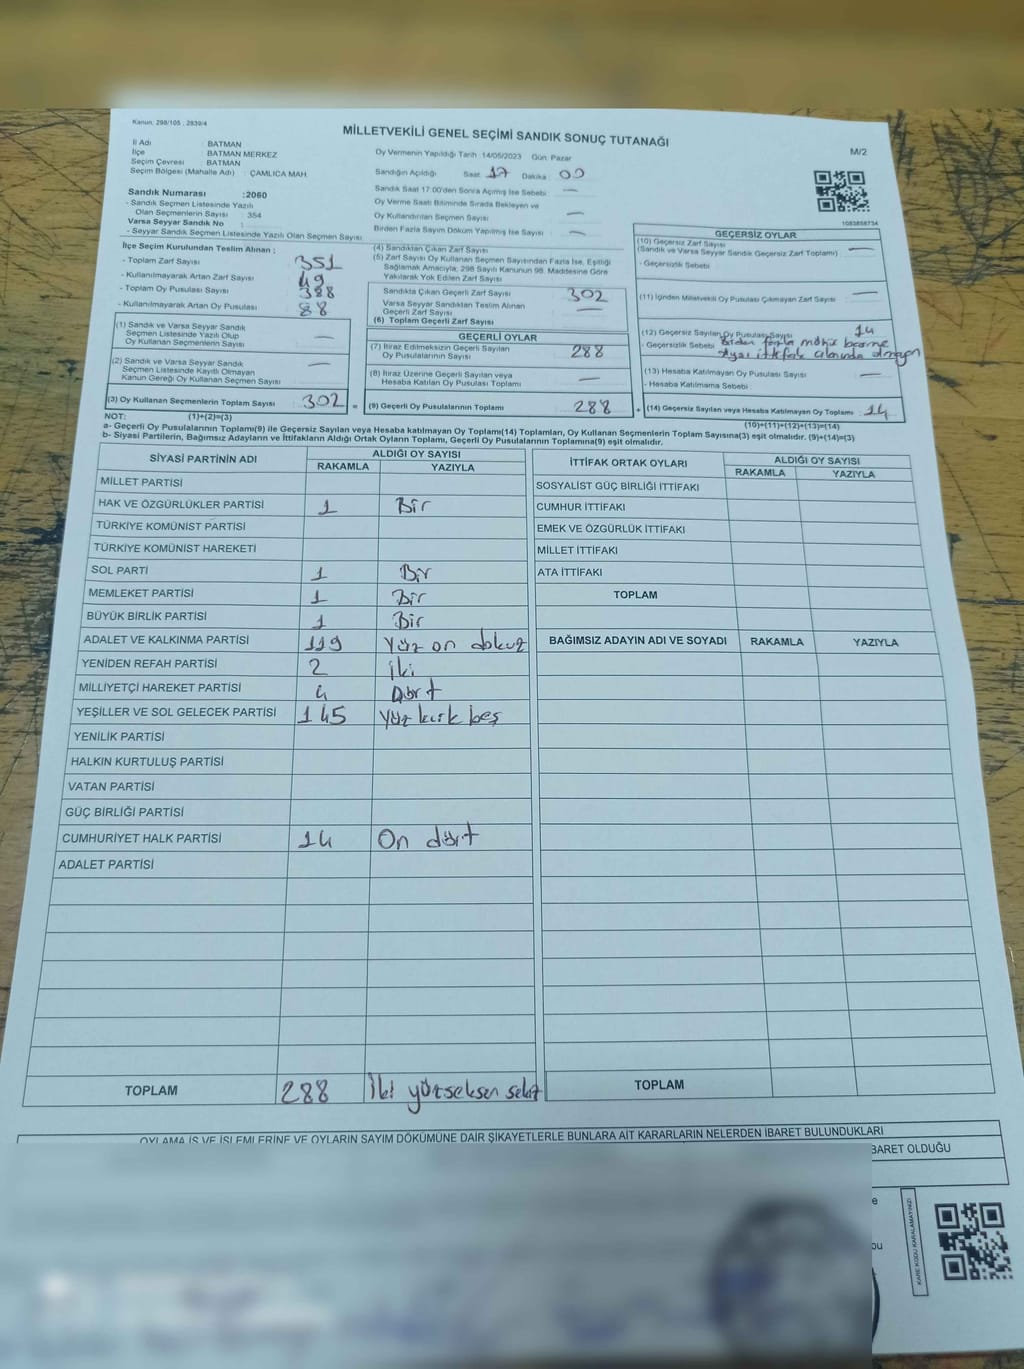 Kanun: 298/105 , 2839/4
MİLLETVEKİLİ GENEL SEÇİMİ SANDIK SONUÇ TUTANAĞI
M/2
İl Adı : BATMAN
İlçe : BATMAN MERKEZ
Seçim Çevresi : BATMAN
Seçim Bölgesi (Mahalle Adı) : ÇAMLICA MAH.
Sandık Numarası :2060
- Sandık Seçmen Listesinde Yazılı
Olan Seçmenlerin Sayısı : 354
Varsa Seyyar Sandık No :
- Seyyar Sandık Seçmen Listesinde Yazılı Olan Seçmen Sayısı
Oy Vermenin Yapıldığı Tarih :14/05/2023 Gün: Pazar
Sandığın Açıldığı Saat 17 Dakika : 00
Sandık Saat 17:00'den Sonra Açılmış İse Sebebi : —
Oy Verme Saati Bitiminde Sırada Bekleyen ve
Oy Kullandırılan Seçmen Sayısı —
Birden Fazla Sayım Döküm Yapılmış İse Sayısı : —
1083858734
İlçe Seçim Kurulundan Teslim Alınan ;
- Toplam Zarf Sayısı 351
- Kullanılmayarak Artan Zarf Sayısı 49
- Toplam Oy Pusulası Sayısı 388
- Kullanılmayarak Artan Oy Pusulası 88
(1) Sandık ve Varsa Seyyar Sandık
Seçmen Listesinde Yazılı Olup
Oy Kullanan Seçmenlerin Sayısı —
(2) Sandık ve Varsa Seyyar Sandık
Seçmen Listesinde Kayıtlı Olmayan
Kanun Gereği Oy Kullanan Seçmen Sayısı —
(3) Oy Kullanan Seçmenlerin Toplam Sayısı 302 =
(4) Sandıktan Çıkan Zarf Sayısı
(5) Zarf Sayısı Oy Kullanan Seçmen Sayısından Fazla İse, Eşitliği
Sağlamak Amacıyla; 298 Sayılı Kanunun 98. Maddesine Göre
Yakılarak Yok Edilen Zarf Sayısı
Sandıkta Çıkan Geçerli Zarf Sayısı 302
Varsa Seyyar Sandıktan Teslim Alınan
Geçerli Zarf Sayısı —
(6) Toplam Geçerli Zarf Sayısı
GEÇERLİ OYLAR
(7) İtiraz Edilmeksizin Geçerli Sayılan
Oy Pusulalarının Sayısı 288
(8) İtiraz Üzerine Geçerli Sayılan veya
Hesaba Katılan Oy Pusulası Toplamı —
(9) Geçerli Oy Pusulalarının Toplamı 288 +
GEÇERSİZ OYLAR
(10) Geçersiz Zarf Sayısı
(Sandık ve Varsa Seyyar Sandık Geçersiz Zarf Toplamı) —
- Geçersizlik Sebebi :
(11) İçinden Milletvekili Oy Pusulası Çıkmayan Zarf Sayısı —
(12) Geçersiz Sayılan Oy Pusulası Sayısı 14
- Geçersizlik Sebebi : Birden fazla mühür basma
Aynı ittifak alanında olmayan
(13) Hesaba Katılmayan Oy Pusulası Sayısı —
- Hesaba Katılmama Sebebi :
(14) Geçersiz Sayılan veya Hesaba Katılmayan Oy Toplamı : 14
NOT: (1)+(2)=(3)
(10)+(11)+(12)+(13)=(14)
a- Geçerli Oy Pusulalarının Toplamı(9) ile Geçersiz Sayılan veya Hesaba katılmayan Oy Toplamı(14) Toplamları, Oy Kullanan Seçmenlerin Toplam Sayısına(3) eşit olmalıdır. (9)+(14)=(3)
b- Siyasi Partilerin, Bağımsız Adayların ve İttifakların Aldığı Ortak Oyların Toplamı, Geçerli Oy Pusulalarının Toplamına(9) eşit olmalıdır.
SİYASİ PARTİNİN ADI
ALDIĞI OY SAYISI
RAKAMLA YAZIYLA
MİLLET PARTİSİ
HAK VE ÖZGÜRLÜKLER PARTİSİ 1 Bir
TÜRKİYE KOMÜNİST PARTİSİ
TÜRKİYE KOMÜNİST HAREKETİ
SOL PARTİ 1 Bir
MEMLEKET PARTİSİ 1 Bir
BÜYÜK BİRLİK PARTİSİ 1 Bir
ADALET VE KALKINMA PARTİSİ 119 Yüz on dokuz
YENİDEN REFAH PARTİSİ 2 İki
MİLLİYETÇİ HAREKET PARTİSİ 4 Dört
YEŞİLLER VE SOL GELECEK PARTİSİ 145 Yüz kırk beş
YENİLİK PARTİSİ
HALKIN KURTULUŞ PARTİSİ
VATAN PARTİSİ
GÜÇ BİRLİĞİ PARTİSİ
CUMHURİYET HALK PARTİSİ 14 On dört
ADALET PARTİSİ
TOPLAM 288 İki yüz seksen sekiz
İTTİFAK ORTAK OYLARI
ALDIĞI OY SAYISI
RAKAMLA YAZIYLA
SOSYALİST GÜÇ BİRLİĞİ İTTİFAKI
CUMHUR İTTİFAKI
EMEK VE ÖZGÜRLÜK İTTİFAKI
MİLLET İTTİFAKI
ATA İTTİFAKI
TOPLAM
BAĞIMSIZ ADAYIN ADI VE SOYADI RAKAMLA YAZIYLA
TOPLAM
OYLAMA İŞ VE İŞLEMLERİNE VE OYLARIN SAYIM DÖKÜMÜNE DAİR ŞİKAYETLERLE BUNLARA AİT KARARLARIN NELERDEN İBARET BULUNDUKLARI
BARET OLDUĞU
KARE KODU KARALAMAYINIZ!